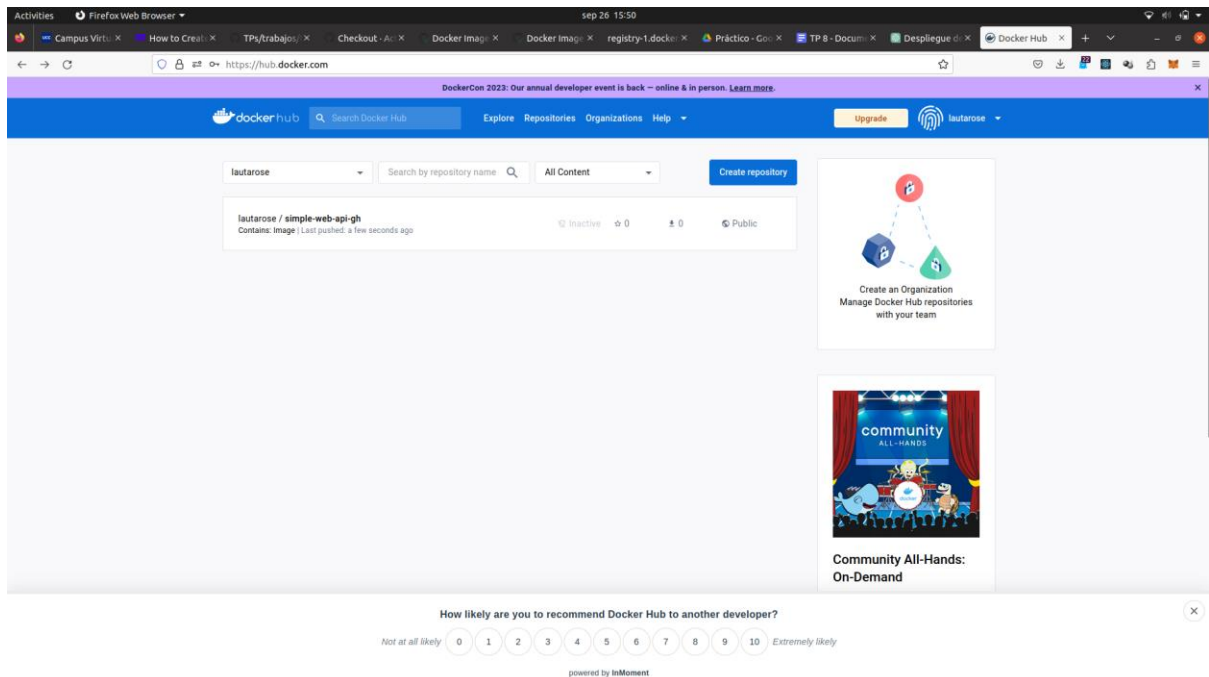 Activities Firefox Web Browser sep 26 15:50
Campus Virtu How to Creat TPs/trabajos/ Checkout · Ac Docker Image Docker Image registry-1.docker Práctico - Goo TP 8 - Docum Despliegue d Docker Hub
https://hub.docker.com 22
DockerCon 2023: Our annual developer event is back — online & in person. Learn more.
docker hub Search Docker Hub Explore Repositories Organizations Help Upgrade lautarose
lautarose Search by repository name All Content Create repository
lautarose / simple-web-api-gh Inactive 0 0 Public
Contains: Image | Last pushed: a few seconds ago
Create an Organization
Manage Docker Hub repositories
with your team
community
ALL-HANDS
docker
Community All-Hands:
On-Demand
How likely are you to recommend Docker Hub to another developer?
Not at all likely 0 1 2 3 4 5 6 7 8 9 10 Extremely likely
powered by InMoment